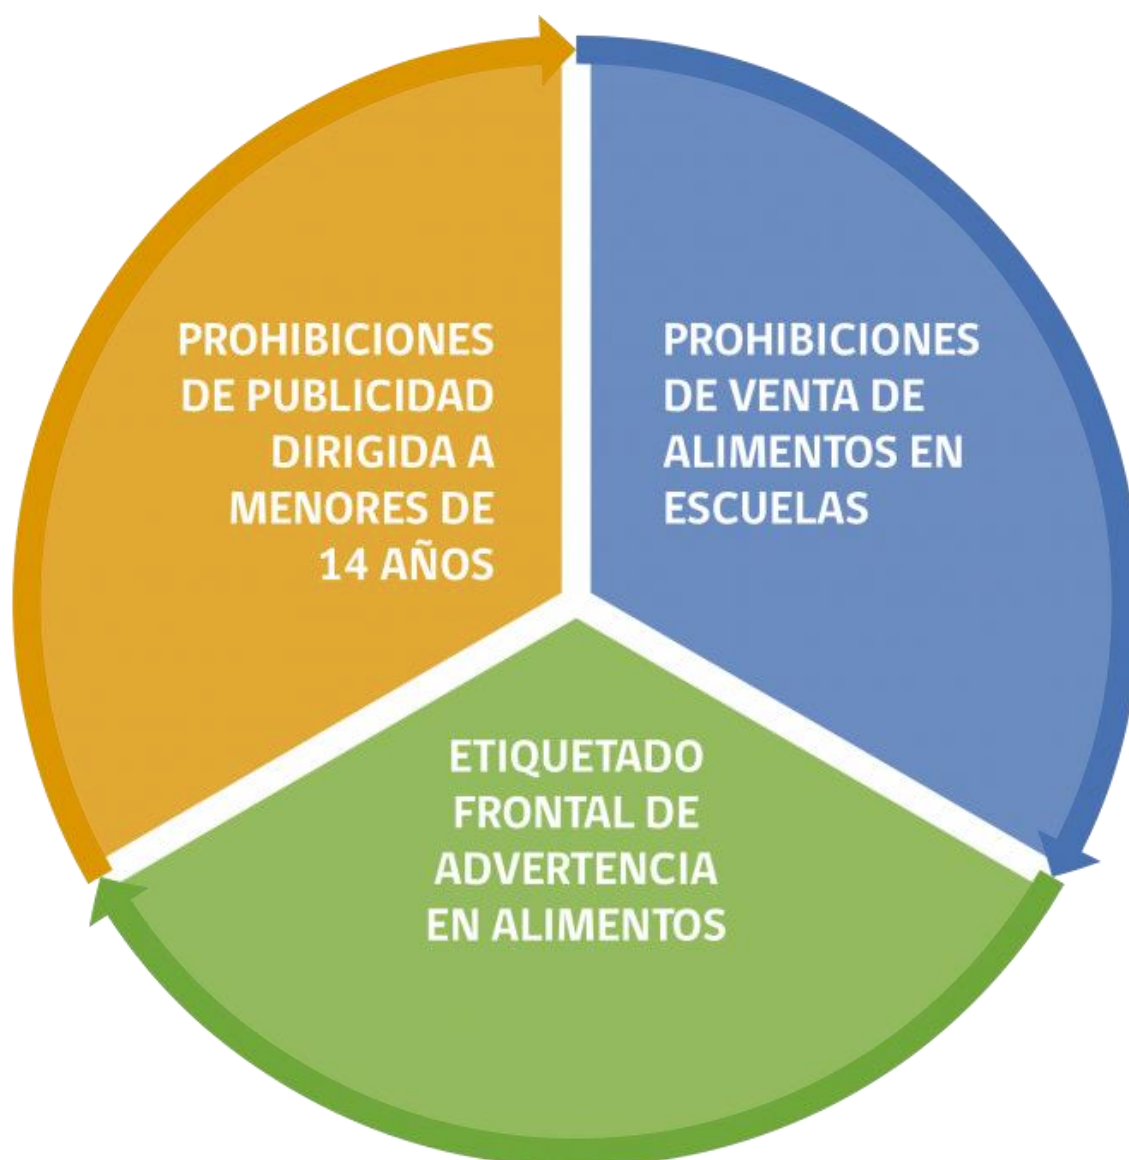 PROHIBICIONES
DE PUBLICIDAD
DIRIGIDA A
MENORES DE
14 AÑOS
PROHIBICIONES
DE VENTA DE
ALIMENTOS EN
ESCUELAS
ETIQUETADO
FRONTAL DE
ADVERTENCIA
EN ALIMENTOS